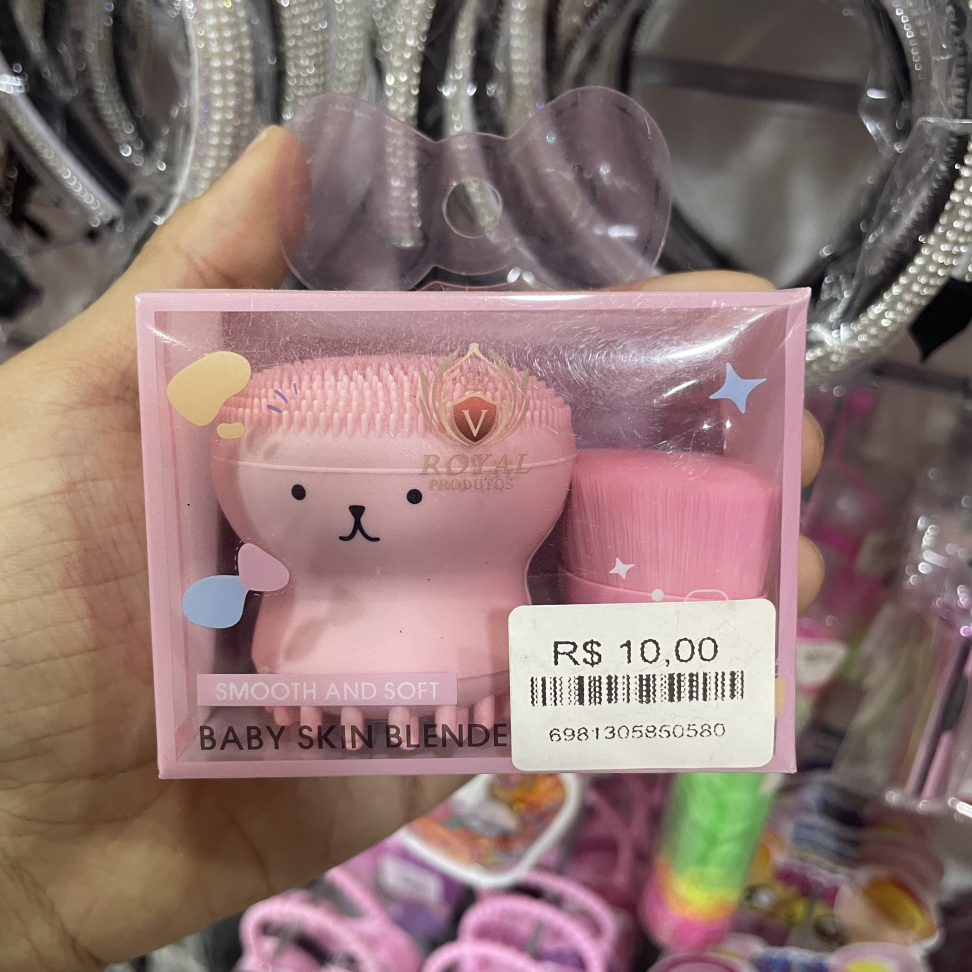 V
ROYAL
PRODUTOS
R$ 10,00
6981305850580
SMOOTH AND SOFT
BABY SKIN BLENDE